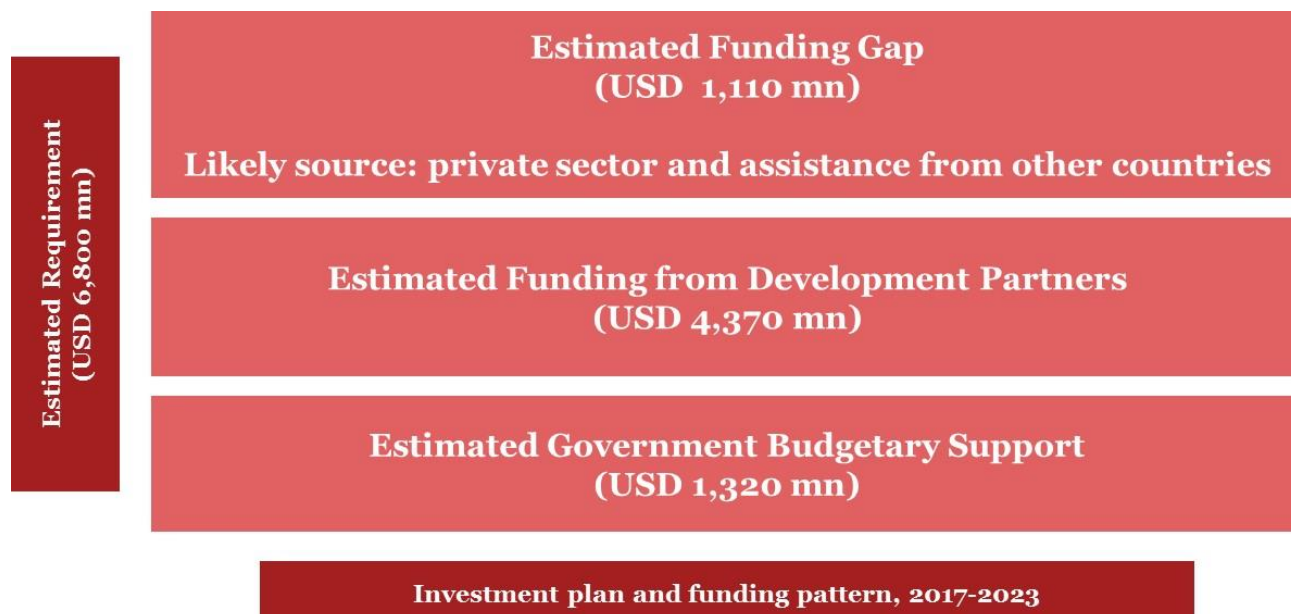 Estimated Requirement
(USD 6,800 mn)
Estimated Funding Gap
(USD 1,110 mn)
Likely source: private sector and assistance from other countries
Estimated Funding from Development Partners
(USD 4,370 mn)
Estimated Government Budgetary Support
(USD 1,320 mn)
Investment plan and funding pattern, 2017-2023